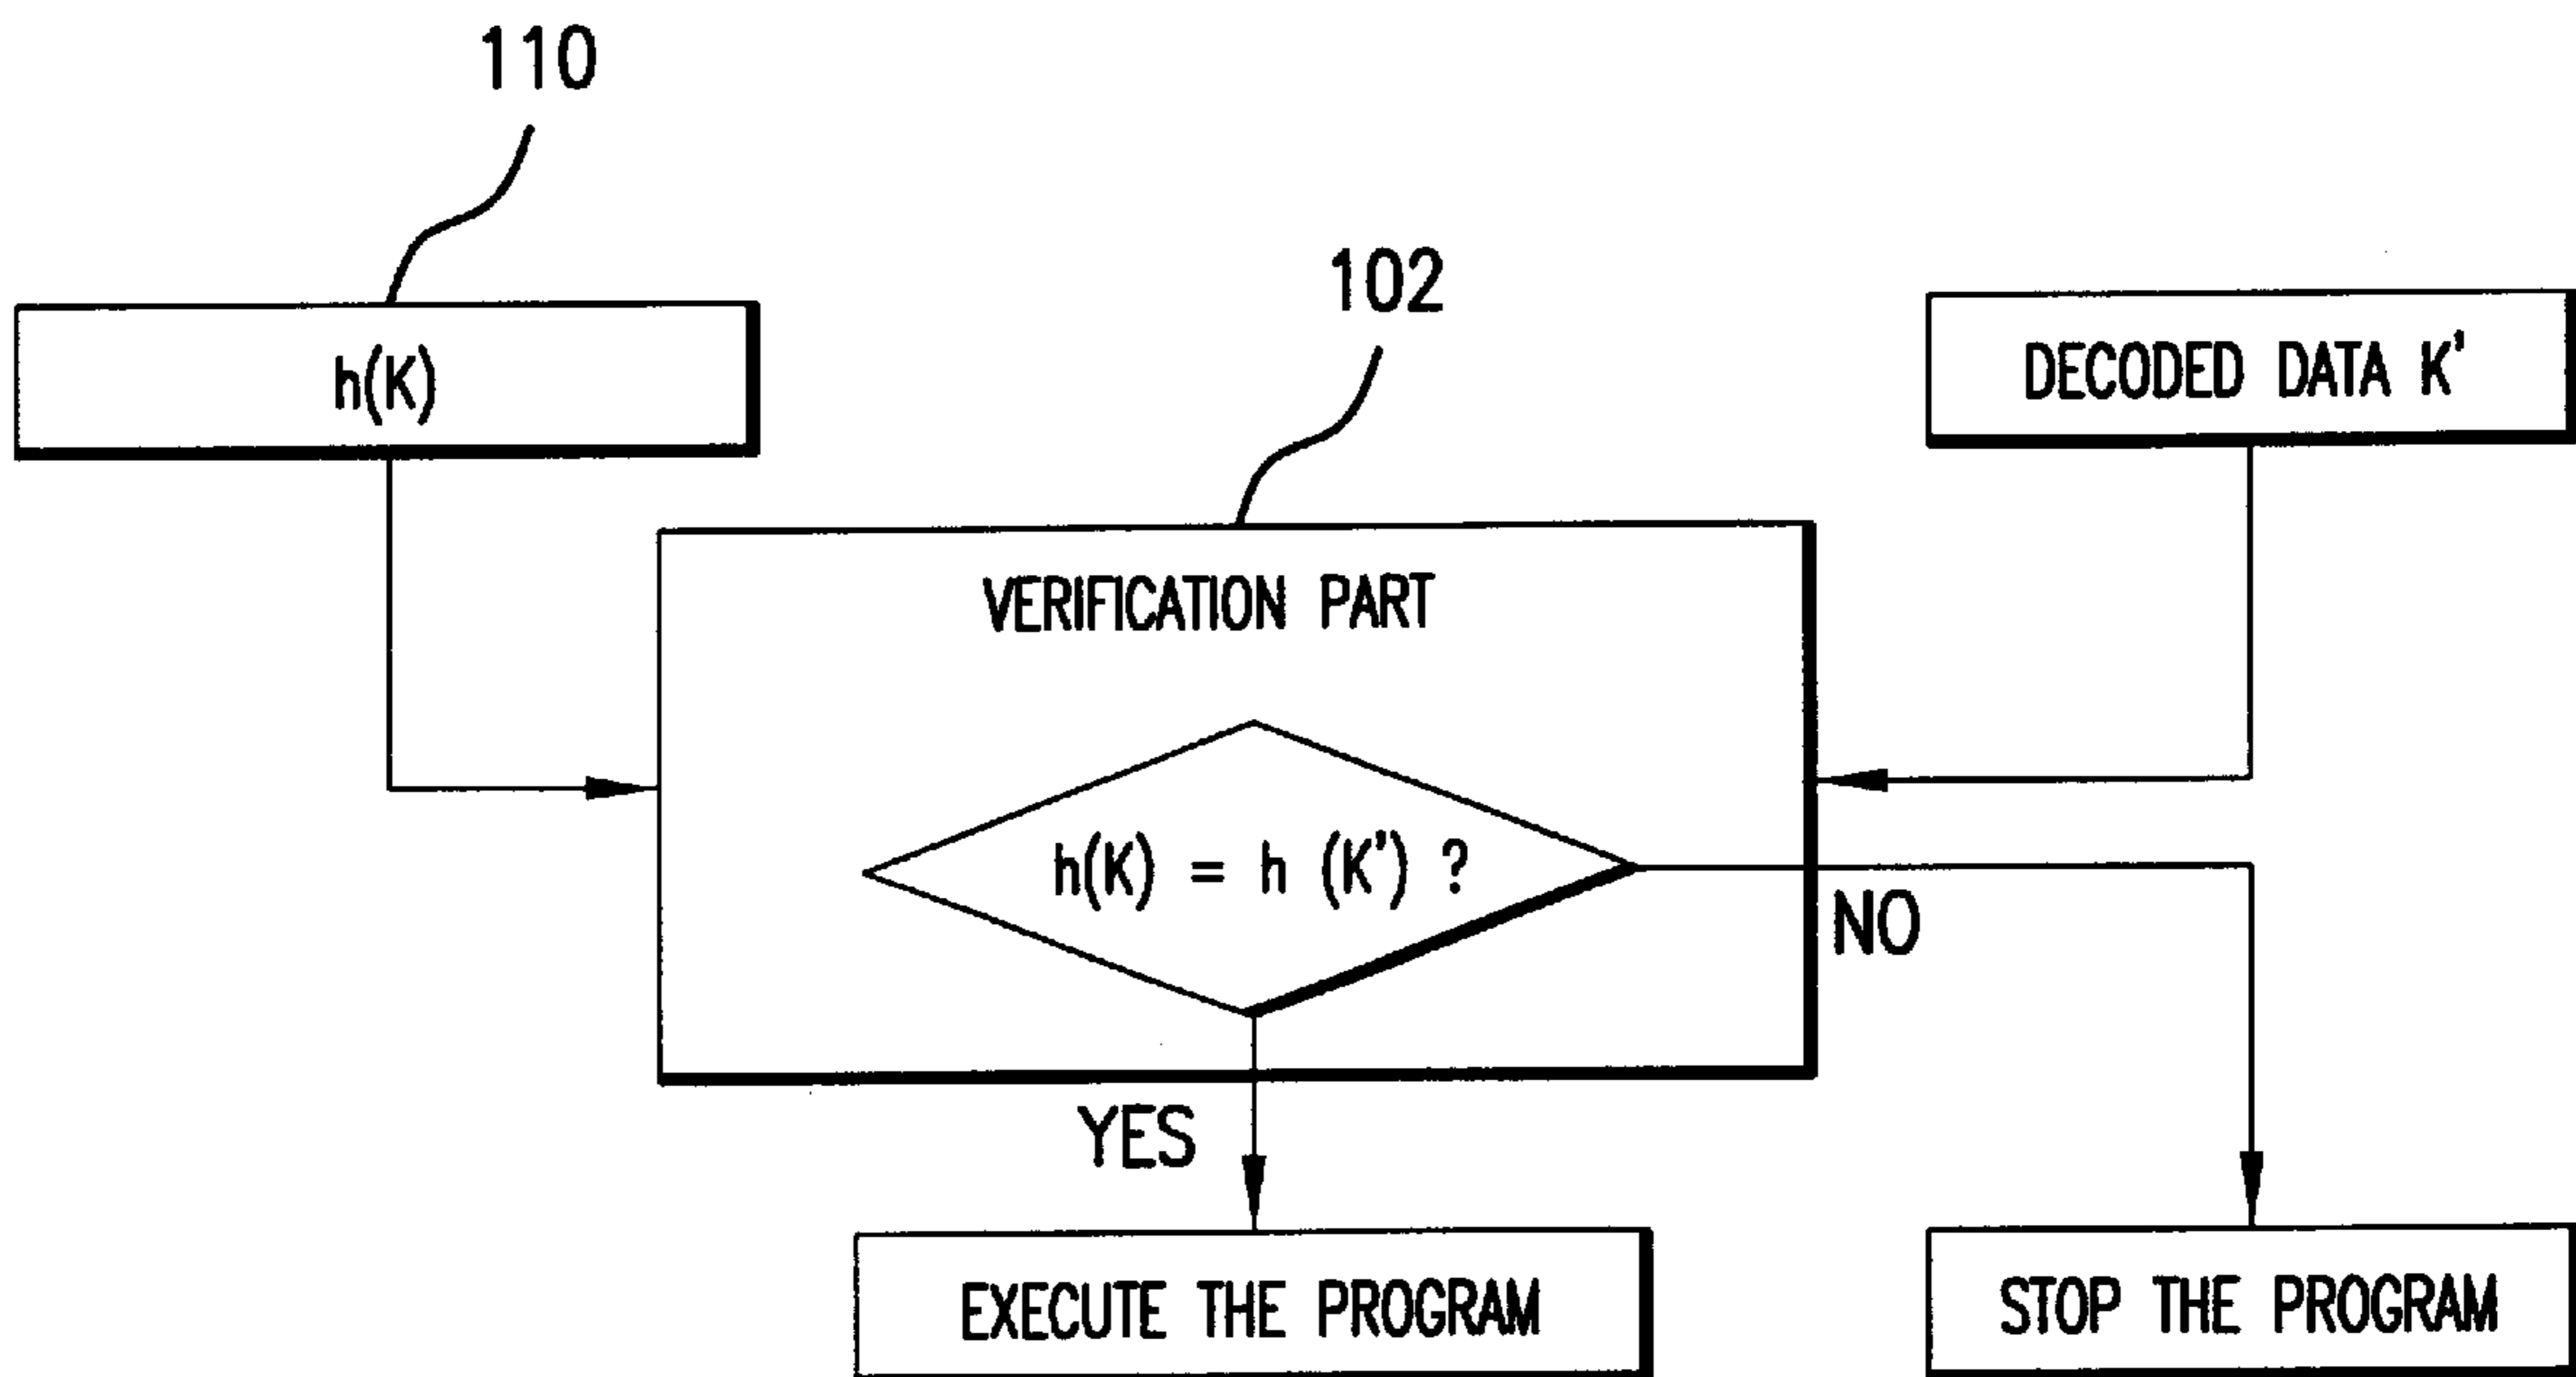 110
102
h(K)
DECODED DATA K'
VERIFICATION PART
h(K) = h (K') ?
NO
YES
EXECUTE THE PROGRAM
STOP THE PROGRAM